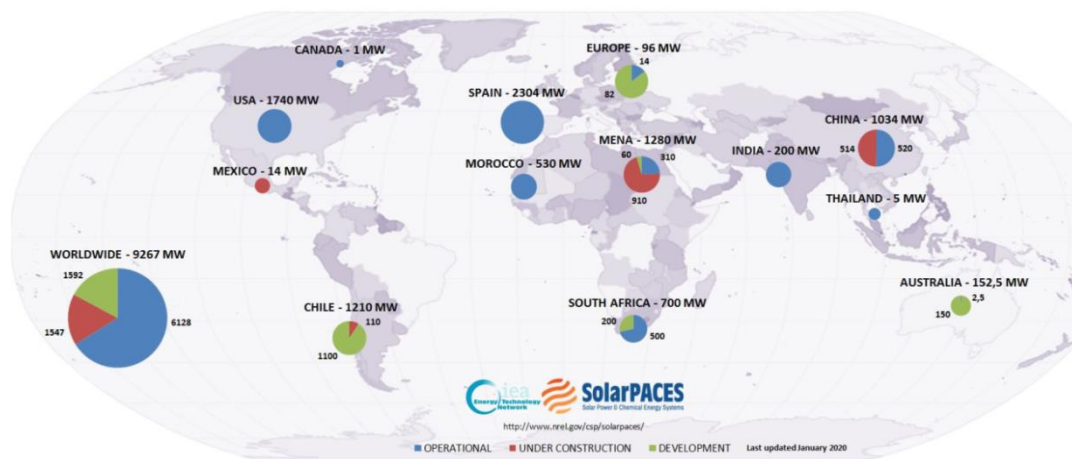 CANADA - 1 MW
EUROPE - 96 MW
14
82
USA - 1740 MW
SPAIN - 2304 MW
CHINA - 1034 MW
514
520
MENA - 1280 MW
60
310
910
INDIA - 200 MW
MOROCCO - 530 MW
MEXICO - 14 MW
THAILAND - 5 MW
WORLDWIDE - 9267 MW
1592
1547
6128
CHILE - 1210 MW
110
1100
SOUTH AFRICA - 700 MW
200
500
AUSTRALIA - 152,5 MW
2,5
150
iea
Energy Technology
Network
SolarPACES
Solar Power & Chemical Energy Systems
http://www.nrel.gov/csp/solarpaces/
OPERATIONAL UNDER CONSTRUCTION DEVELOPMENT Last updated January 2020